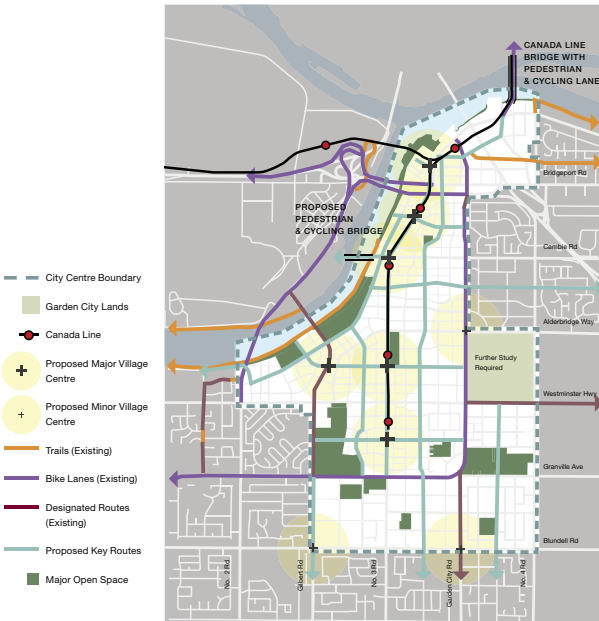 CANADA LINE
BRIDGE WITH
PEDESTRIAN
& CYCLING LANE
Bridgeport Rd
PROPOSED
PEDESTRIAN
& CYCLING BRIDGE
Cambie Rd
City Centre Boundary
Garden City Lands
Canada Line
Proposed Major Village
Centre
Proposed Minor Village
Centre
Trails (Existing)
Bike Lanes (Existing)
Designated Routes
(Existing)
Proposed Key Routes
Major Open Space
Alderbridge Way
Further Study
Required
Westminster Hwy
Granville Ave
Blundell Rd
No. 2 Rd
Gilbert Rd
No. 3 Rd
Garden City Rd
No. 4 Rd